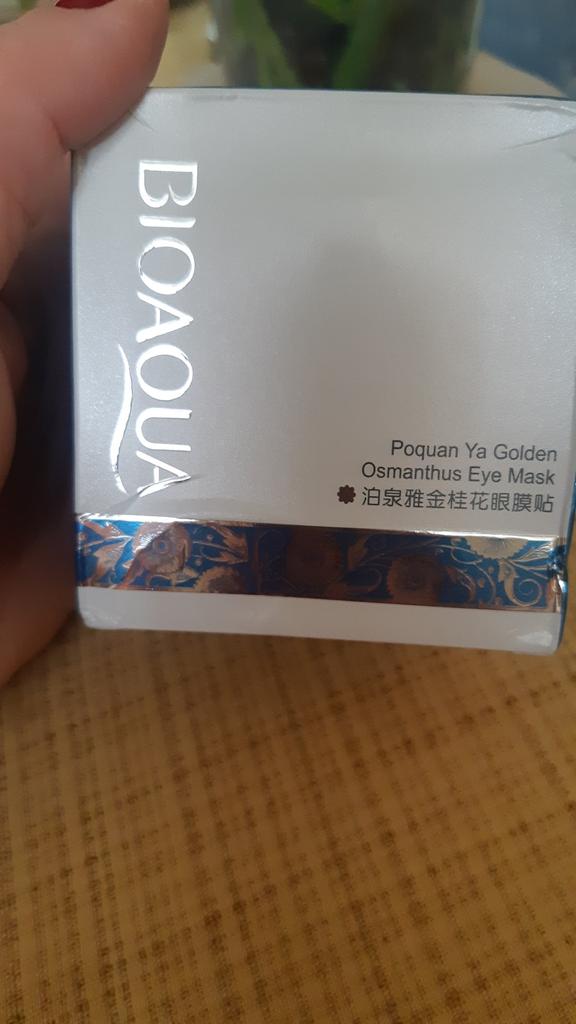 BIOAQUA
Poquan Ya Golden
Osmanthus Eye Mask
泊泉雅金桂花眼膜贴